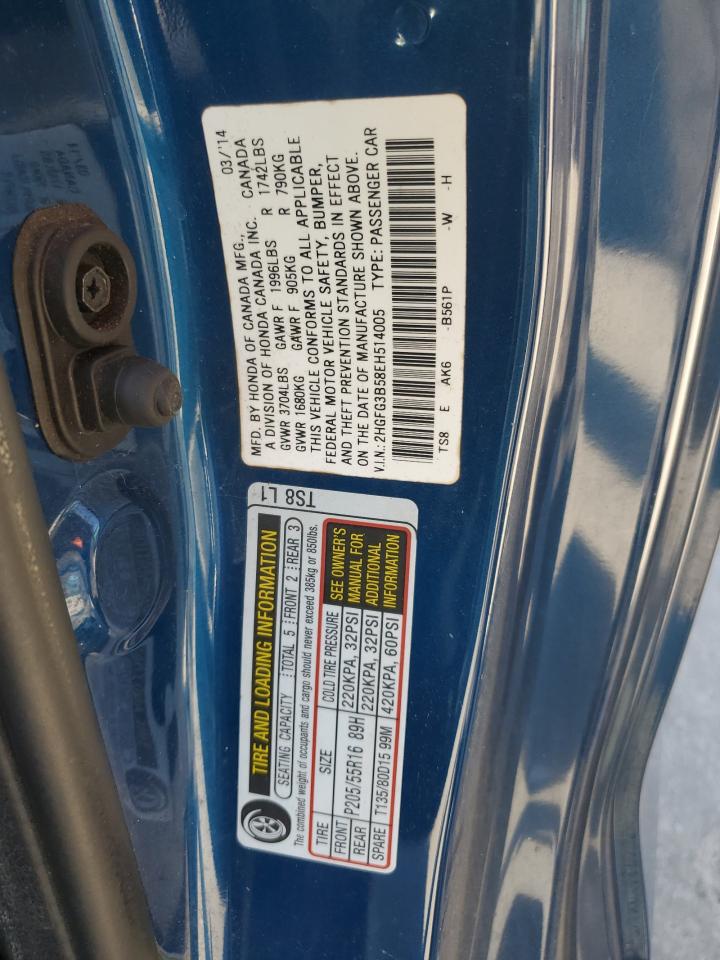 MFD. BY HONDA OF CANADA MFG., 03/'14
A DIVISION OF HONDA CANADA INC. CANADA
GVWR 3704LBS GAWR F 1996LBS R 1742LBS
GVWR 1680KG GAWR F 905KG R 790KG
THIS VEHICLE CONFORMS TO ALL APPLICABLE
FEDERAL MOTOR VEHICLE SAFETY, BUMPER,
AND THEFT PREVENTION STANDARDS IN EFFECT
ON THE DATE OF MANUFACTURE SHOWN ABOVE.
V.I.N.: 2HGFG3B58EH514005 TYPE: PASSENGER CAR
TS8 E AK6 -B561P -W -H
TS8 L1
TIRE AND LOADING INFORMATION
SEATING CAPACITY TOTAL 5 FRONT 2 REAR 3
The combined weight of occupants and cargo should never exceed 385kg or 850lbs.
TIRE SIZE COLD TIRE PRESSURE
FRONT P205/55R16 89H 220KPA, 32PSI
REAR 220KPA, 32PSI
SPARE T135/80D15 99M 420KPA, 60PSI
SEE OWNER'S
MANUAL FOR
ADDITIONAL
INFORMATION